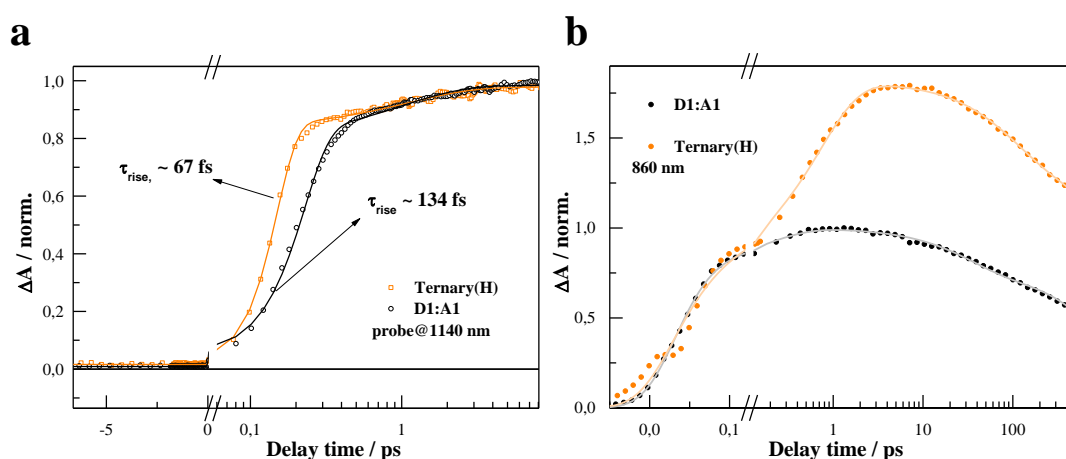 a
b
1,0
0,8
0,6
0,4
0,2
0,0
ΔA / norm.
τrise, ~ 67 fs
τrise ~ 134 fs
Ternary(H)
D1:A1
probe@1140 nm
-5 0 0,1 1
Delay time / ps
1,5
1,0
0,5
0,0
ΔA / norm.
D1:A1
Ternary(H)
860 nm
0,0 0,1 1 10 100
Delay time / ps